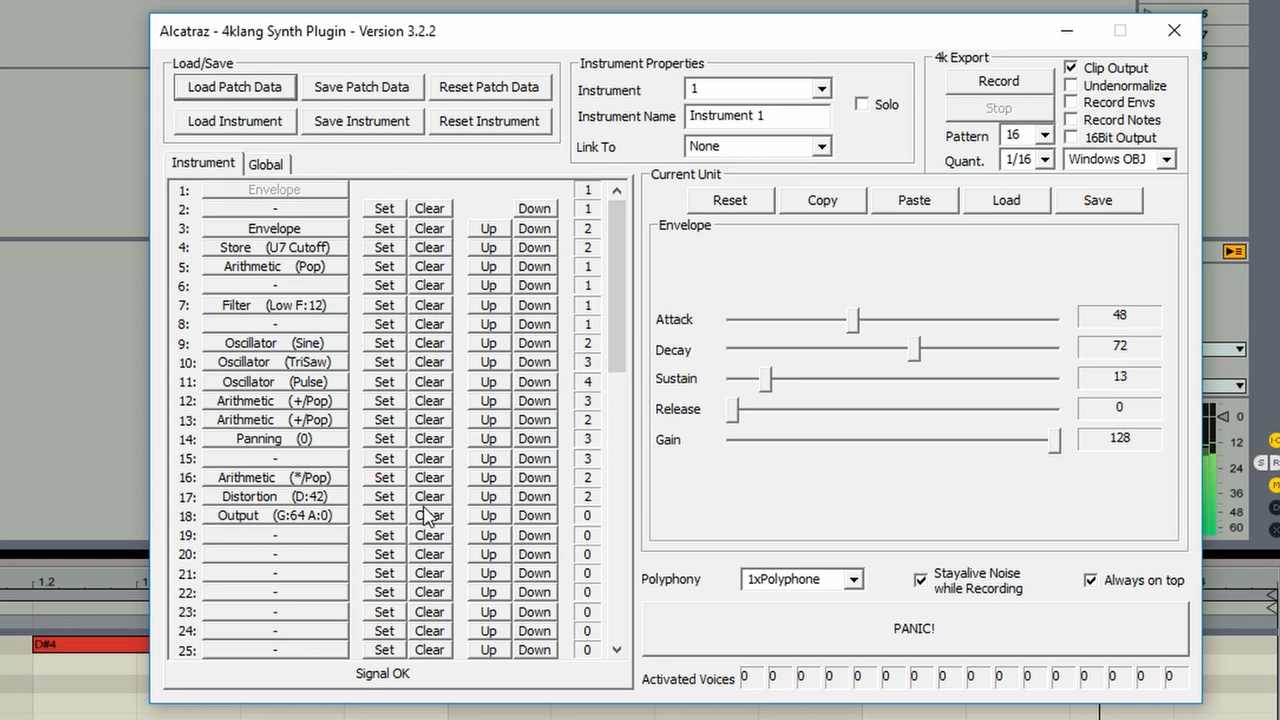 Alcatraz - 4klang Synth Plugin - Version 3.2.2
Load/Save
Load Patch Data Save Patch Data Reset Patch Data
Load Instrument Save Instrument Reset Instrument
Instrument Properties
Instrument 1
Instrument Name Instrument 1
Link To None
Solo
4k Export
Record
Stop
Pattern 16
Quant. 1/16
Clip Output
Undenormalize
Record Envs
Record Notes
16Bit Output
Windows OBJ
Instrument Global
1: Envelope 1
2: - Set Clear Down 1
3: Envelope Set Clear Up Down 2
4: Store (U7 Cutoff) Set Clear Up Down 2
5: Arithmetic (Pop) Set Clear Up Down 1
6: - Set Clear Up Down 1
7: Filter (Low F:12) Set Clear Up Down 1
8: - Set Clear Up Down 1
9: Oscillator (Sine) Set Clear Up Down 2
10: Oscillator (TriSaw) Set Clear Up Down 3
11: Oscillator (Pulse) Set Clear Up Down 4
12: Arithmetic (+/Pop) Set Clear Up Down 3
13: Arithmetic (+/Pop) Set Clear Up Down 2
14: Panning (0) Set Clear Up Down 3
15: - Set Clear Up Down 3
16: Arithmetic (*/Pop) Set Clear Up Down 2
17: Distortion (D:42) Set Clear Up Down 2
18: Output (G:64 A:0) Set Clear Up Down 0
19: - Set Clear Up Down 0
20: - Set Clear Up Down 0
21: - Set Clear Up Down 0
22: - Set Clear Up Down 0
23: - Set Clear Up Down 0
24: - Set Clear Up Down 0
25: - Set Clear Up Down 0
Signal OK
Current Unit
Reset Copy Paste Load Save
Envelope
Attack 48
Decay 72
Sustain 13
Release 0
Gain 128
Polyphony 1xPolyphone
Stayalive Noise
while Recording
Always on top
PANIC!
Activated Voices 0 0 0 0 0 0 0 0 0 0 0 0 0 0 0 0
6
7
8
0
12
24
36
48
60
S
1.2
D#4